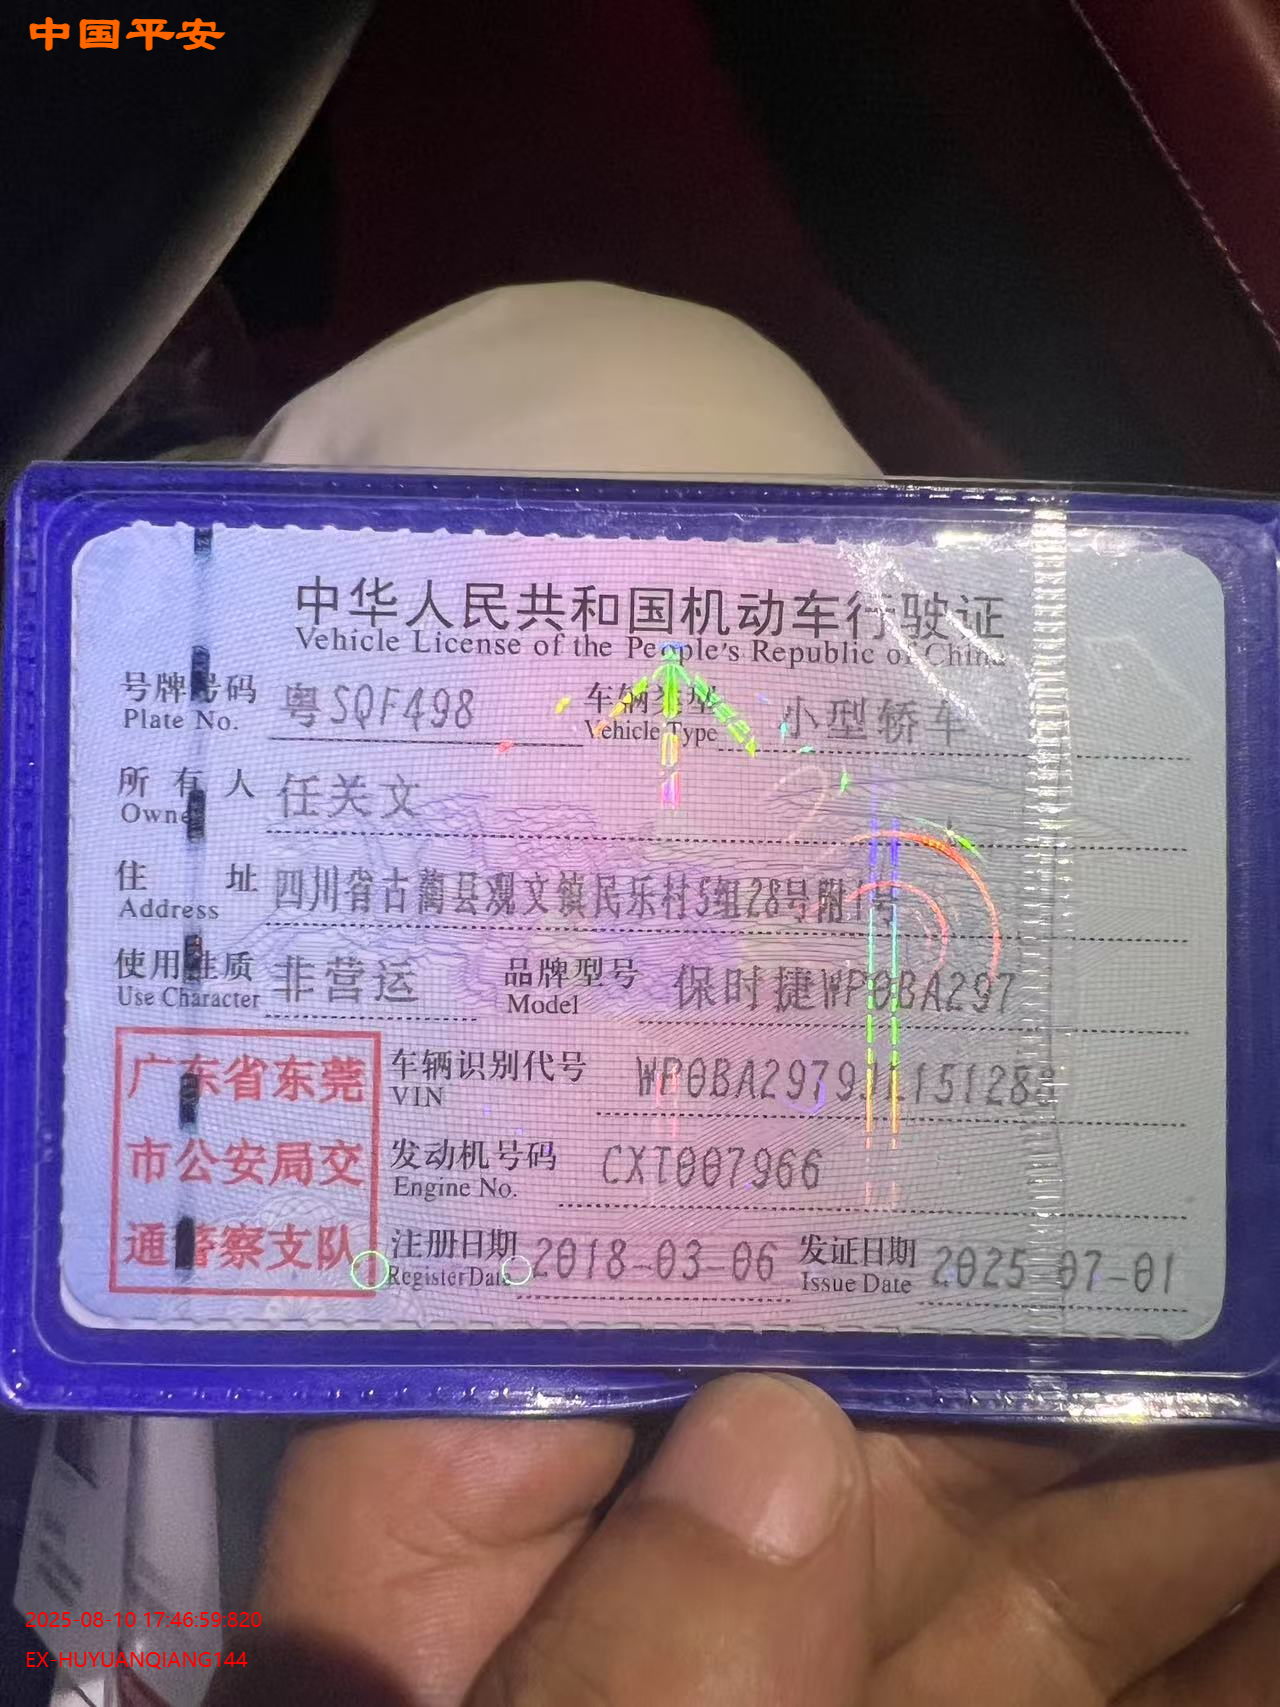 中国平安
中华人民共和国机动车行驶证
Vehicle License of the People's Republic of China
号牌号码 粤SQF498 车辆类型 小型轿车
Plate No. Vehicle Type
所有人 任关文
Owner
住址 四川省古蔺县观文镇民乐村5组28号附1号
Address
使用性质 非营运 品牌型号 保时捷WP0BA297
Use Character Model
广东省东莞
市公安局交
通警察支队
车辆识别代号
VIN
发动机号码 CXT007966
Engine No.
注册日期 2018-03-06 发证日期 2025-07-01
Register Date Issue Date
2025-08-10 17:46:59:820
EX-HUYUANQIANG144